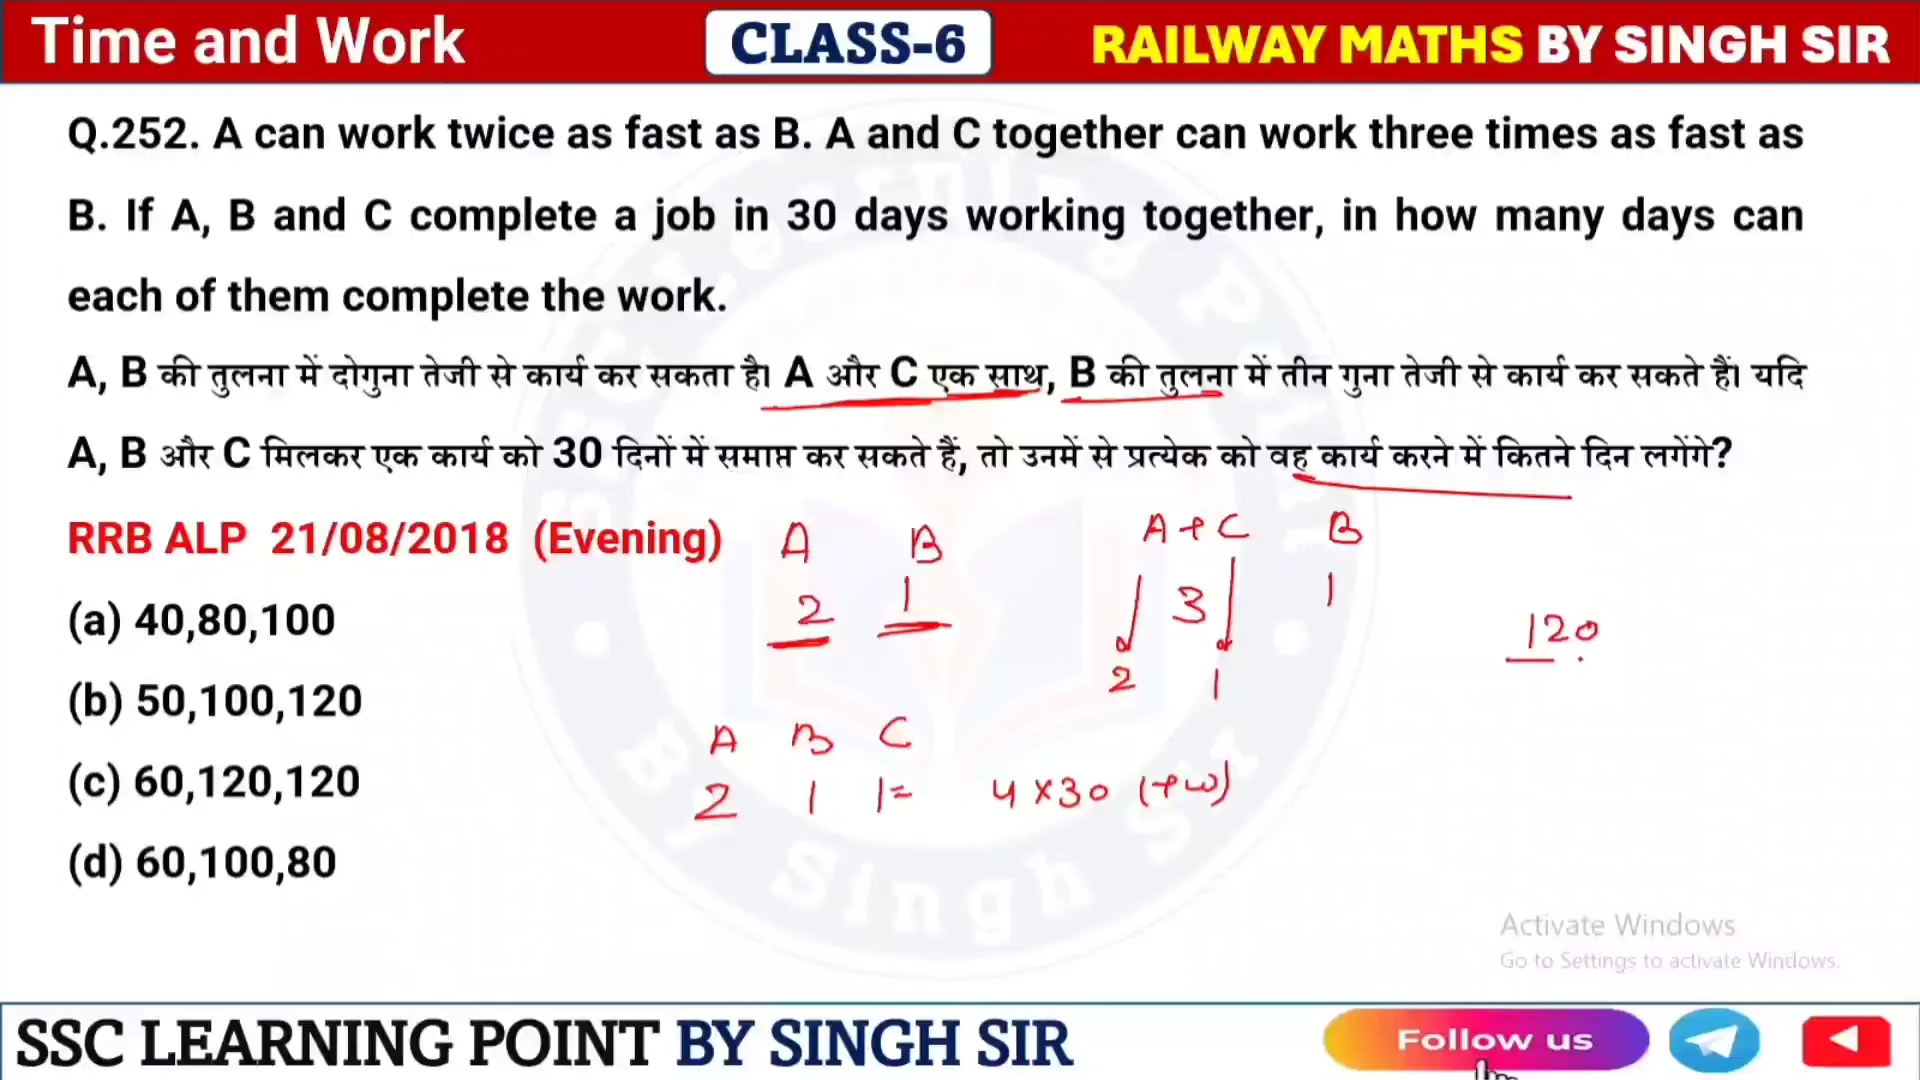 Time and Work
CLASS-6
RAILWAY MATHS BY SINGH SIR
Q.252. A can work twice as fast as B. A and C together can work three times as fast as
B. If A, B and C complete a job in 30 days working together, in how many days can
each of them complete the work.
A, B की तुलना में दोगुना तेजी से कार्य कर सकता है। A और C एक साथ, B की तुलना में तीन गुना तेजी से कार्य कर सकते हैं। यदि
A, B और C मिलकर एक कार्य को 30 दिनों में समाप्त कर सकते हैं, तो उनमें से प्रत्येक को वह कार्य करने में कितने दिन लगेंगे?
RRB ALP 21/08/2018 (Evening)
(a) 40,80,100
(b) 50,100,120
(c) 60,120,120
(d) 60,100,80
A B
2 1
A + C B
3 1
2 1
120
A B C
2 1 1 = 4 × 30 (+w)
SSC Learning Point
By Singh Sir
Activate Windows
Go to Settings to activate Windows.
SSC LEARNING POINT BY SINGH SIR
Follow us